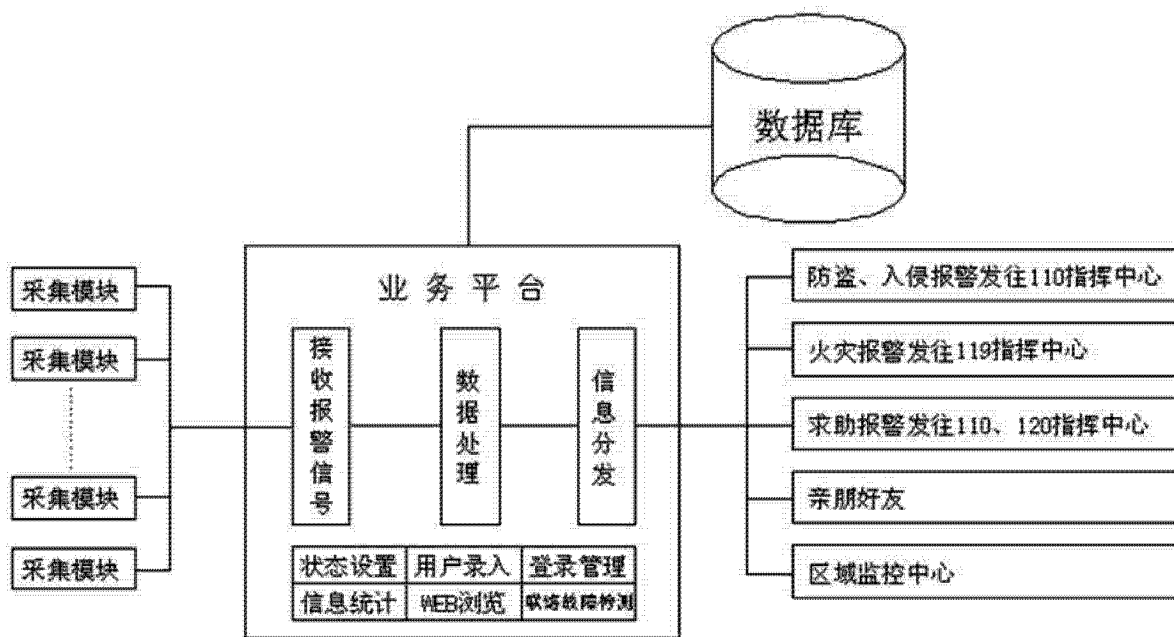 数据库
业务平台
采集模块
采集模块
采集模块
采集模块
接收报警信号
数据处理
信息分发
状态设置 用户录入 登录管理
信息统计 WEB浏览 联络故障检测
防盗、入侵报警发往110指挥中心
火灾报警发往119指挥中心
求助报警发往110、120指挥中心
亲朋好友
区域监控中心